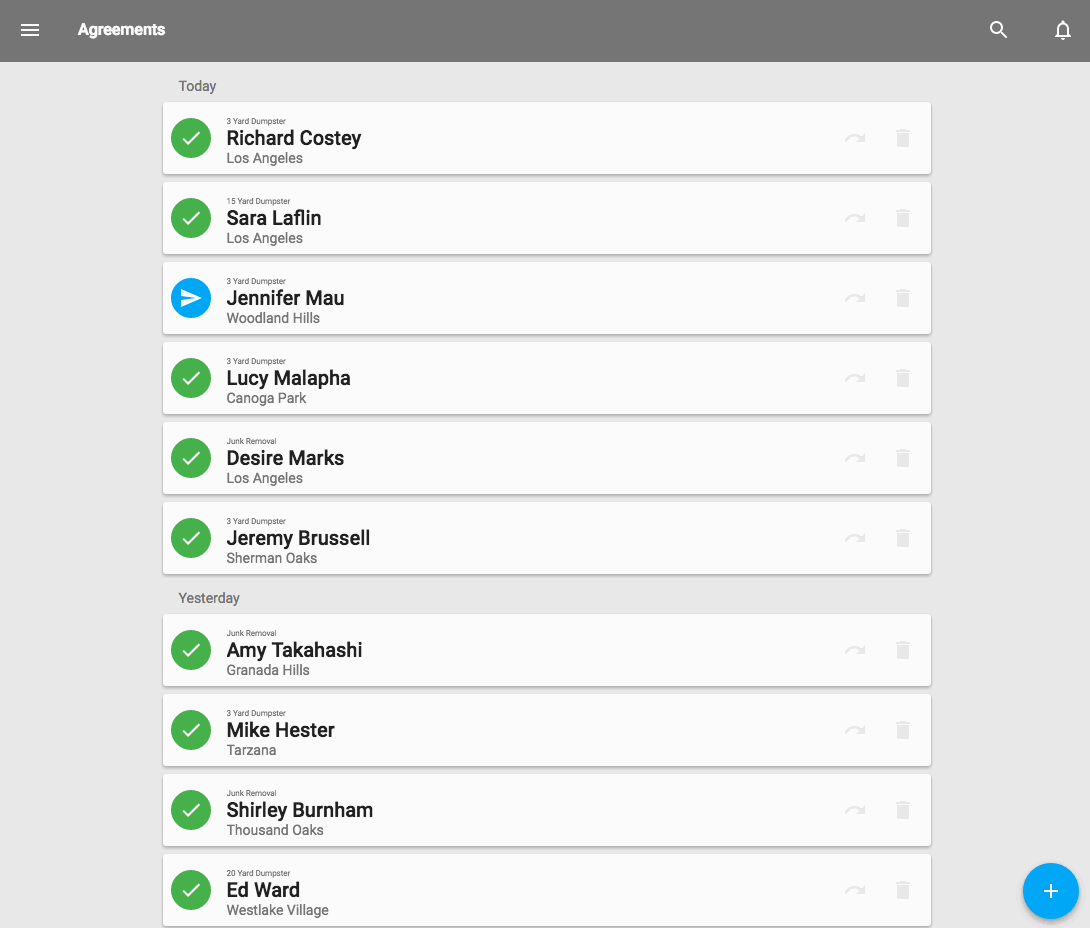 Agreements
Today
3 Yard Dumpster
Richard Costey
Los Angeles
15 Yard Dumpster
Sara Laflin
Los Angeles
3 Yard Dumpster
Jennifer Mau
Woodland Hills
3 Yard Dumpster
Lucy Malapha
Canoga Park
Junk Removal
Desire Marks
Los Angeles
3 Yard Dumpster
Jeremy Brussell
Sherman Oaks
Yesterday
Junk Removal
Amy Takahashi
Granada Hills
3 Yard Dumpster
Mike Hester
Tarzana
Junk Removal
Shirley Burnham
Thousand Oaks
20 Yard Dumpster
Ed Ward
Westlake Village